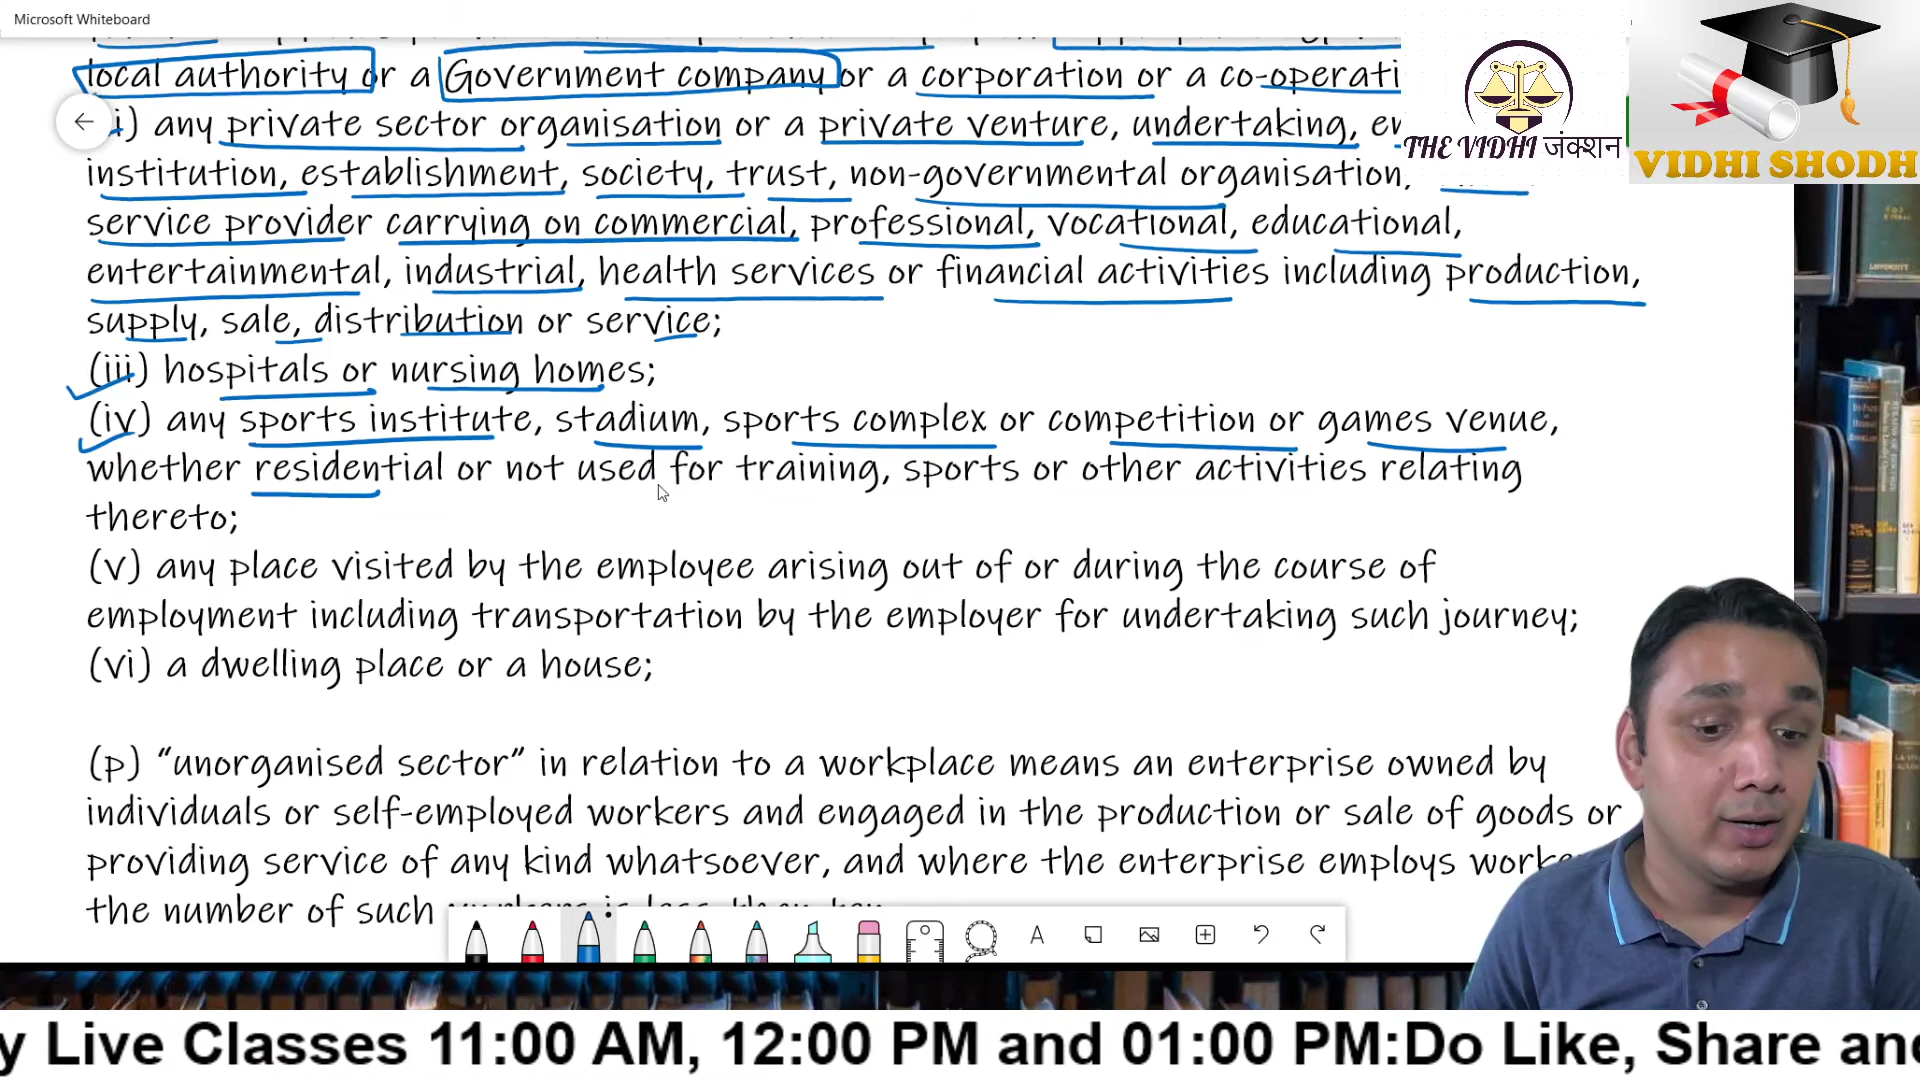 Microsoft Whiteboard
local authority or a Government company or a corporation or a co-operati
i) any private sector organisation or a private venture, undertaking,
institution, establishment, society, trust, non-governmental organisation,
service provider carrying on commercial, professional, vocational, educational,
entertainmental, industrial, health services or financial activities including production,
supply, sale, distribution or service;
(iii) hospitals or nursing homes;
(iv) any sports institute, stadium, sports complex or competition or games venue,
whether residential or not used for training, sports or other activities relating
thereto;
(v) any place visited by the employee arising out of or during the course of
employment including transportation by the employer for undertaking such journey;
(vi) a dwelling place or a house;
(p) “unorganised sector” in relation to a workplace means an enterprise owned by
individuals or self-employed workers and engaged in the production or sale of goods or
providing service of any kind whatsoever, and where the enterprise employs
the number of such
THE VIDHI जंक्शन
VIDHI SHODH
y Live Classes 11:00 AM, 12:00 PM and 01:00 PM:Do Like, Share and